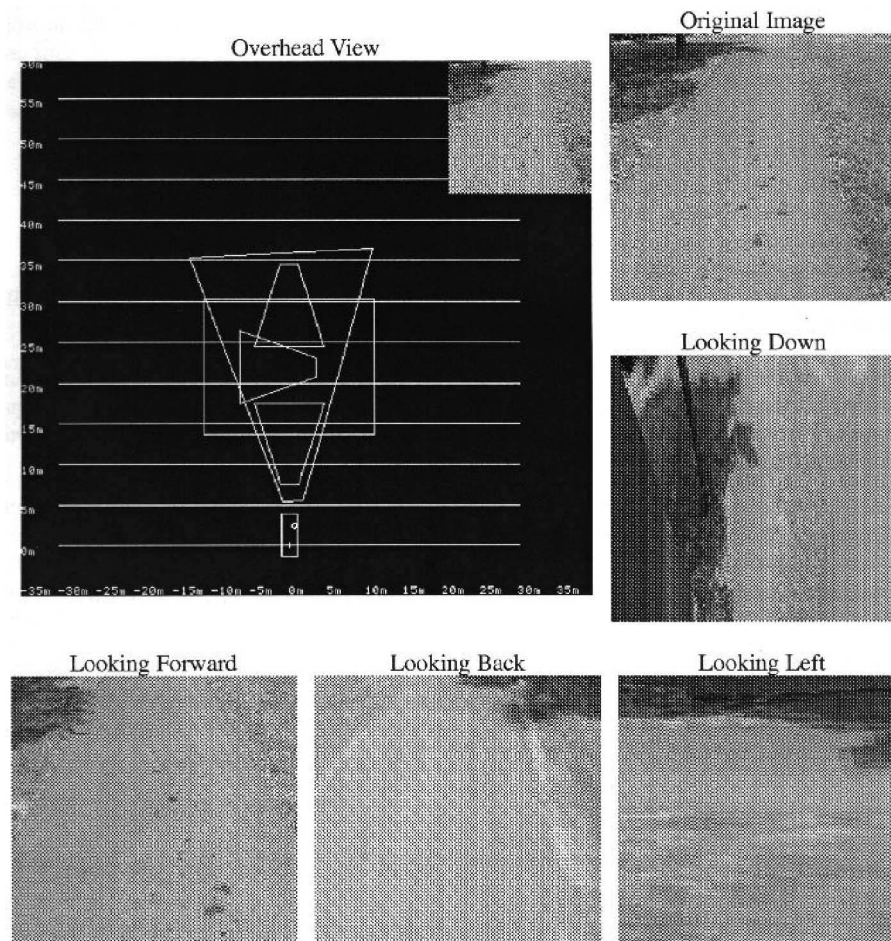 Original Image
Overhead View
60m
55m
50m
45m
40m
35m
30m
25m
20m
15m
10m
5m
0m
-35m -30m -25m -20m -15m -10m -5m 0m 5m 10m 15m 20m 25m 30m 35m
Looking Down
Looking Forward
Looking Back
Looking Left